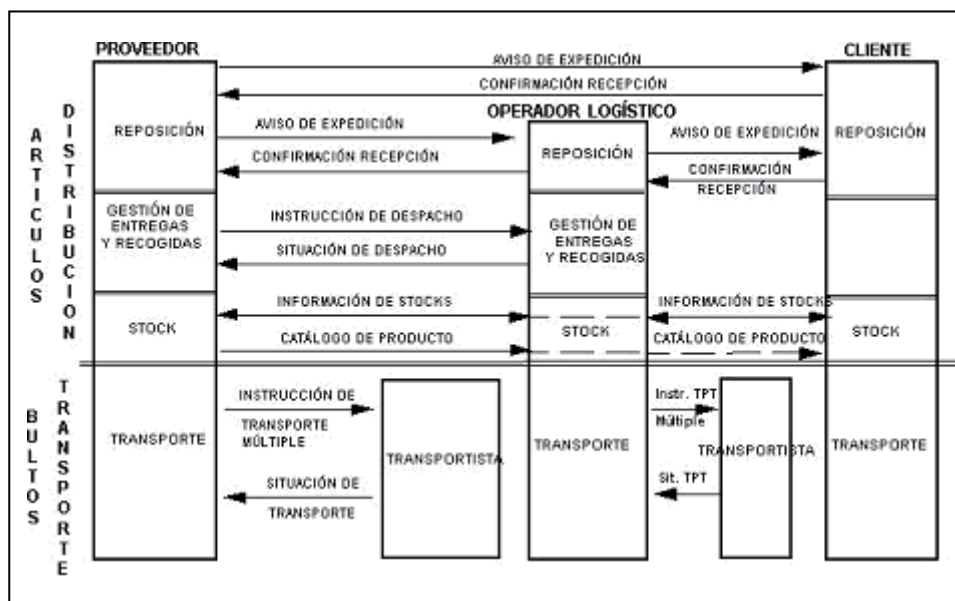 PROVEEDOR
CLIENTE
AVISO DE EXPEDICIÓN
CONFIRMACIÓN RECEPCIÓN
OPERADOR LOGÍSTICO
ARTICULOS
DISTRIBUCION
REPOSICIÓN
AVISO DE EXPEDICIÓN
CONFIRMACIÓN RECEPCIÓN
REPOSICIÓN
AVISO DE EXPEDICIÓN
CONFIRMACIÓN
RECEPCIÓN
REPOSICIÓN
GESTIÓN DE
ENTREGAS
Y RECOGIDAS
INSTRUCCIÓN DE DESPACHO
SITUACIÓN DE DESPACHO
GESTIÓN DE
ENTREGAS
Y RECOGIDAS
STOCK
INFORMACIÓN DE STOCKS
CATÁLOGO DE PRODUCTO
STOCK
INFORMACIÓN DE STOCKS
CATÁLOGO DE PRODUCTO
STOCK
BULTOS
TRANSPORTE
TRANSPORTE
INSTRUCCIÓN DE
TRANSPORTE
MÚLTIPLE
SITUACIÓN DE
TRANSPORTE
TRANSPORTISTA
TRANSPORTE
Instr. TPT
Múltiple
Sit. TPT
TRANSPORTISTA
TRANSPORTE